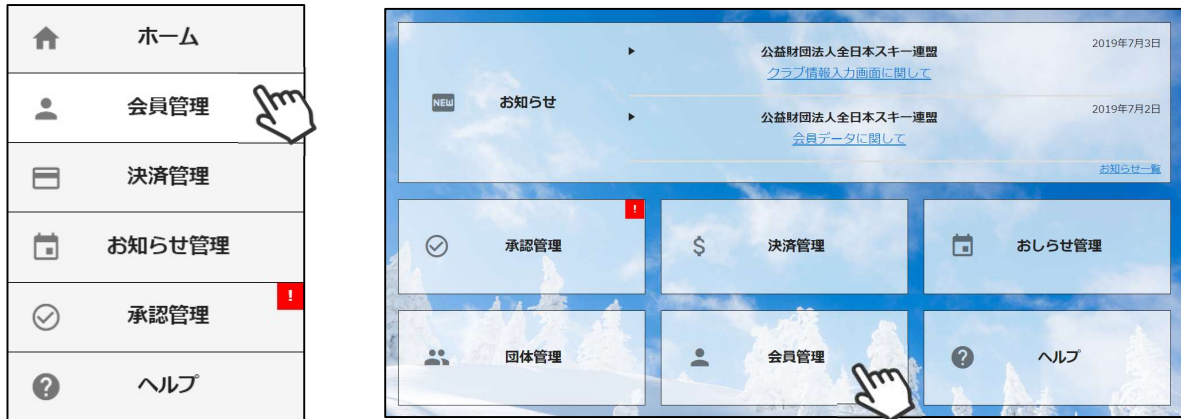 ホーム
会員管理
決済管理
お知らせ管理
!
承認管理
ヘルプ
2019年7月3日
公益財団法人全日本スキー連盟
クラブ情報入力画面に関して
NEW
お知らせ
2019年7月2日
公益財団法人全日本スキー連盟
会員データに関して
お知らせ一覧
!
承認管理
$
決済管理
おしらせ管理
団体管理
会員管理
?
ヘルプ